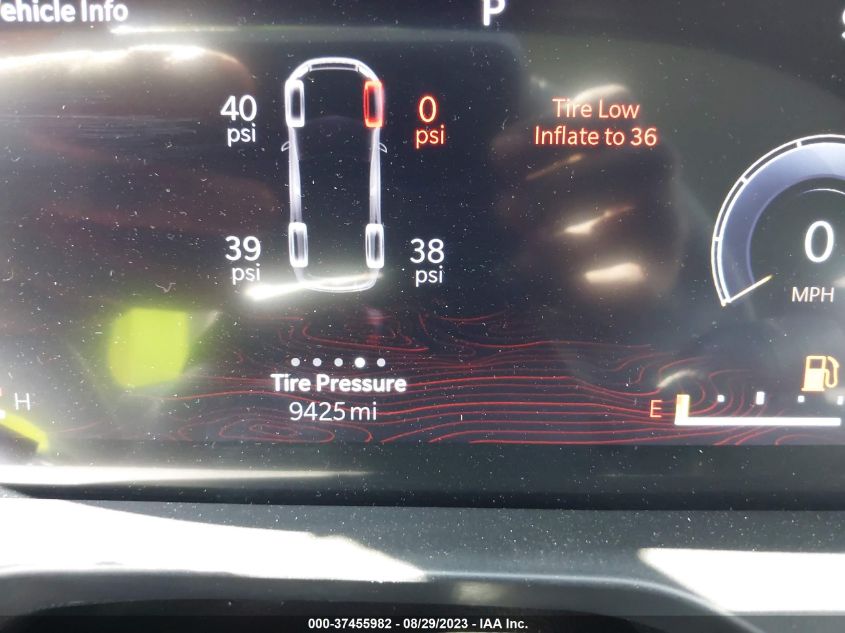 Vehicle Info
P
40 psi
0 psi
Tire Low
Inflate to 36
39 psi
38 psi
0
MPH
Tire Pressure
9425 mi
H
E
000-37455982 - 08/29/2023 - IAA Inc.